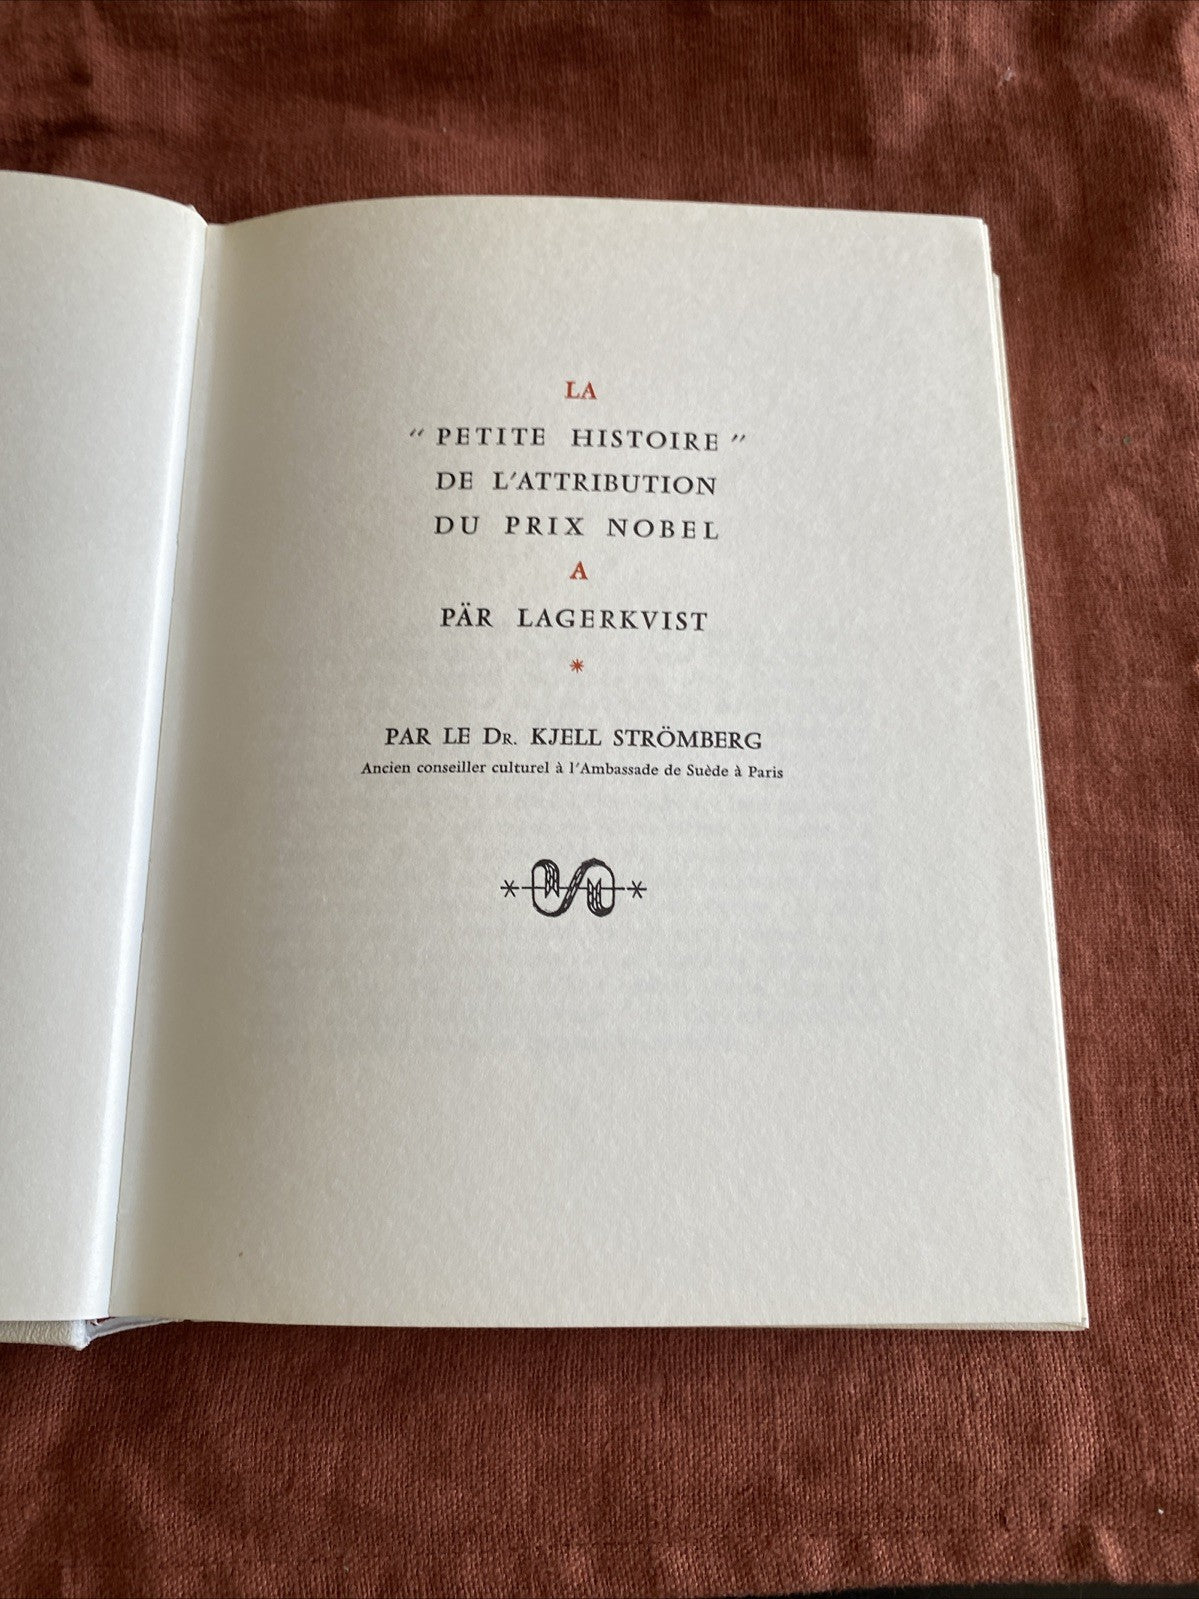 LA
“ PETITE HISTOIRE ”
DE L'ATTRIBUTION
DU PRIX NOBEL
A
PÄR LAGERKVIST
*
PAR LE DR. KJELL STRÖMBERG
Ancien conseiller culturel à l'Ambassade de Suède à Paris